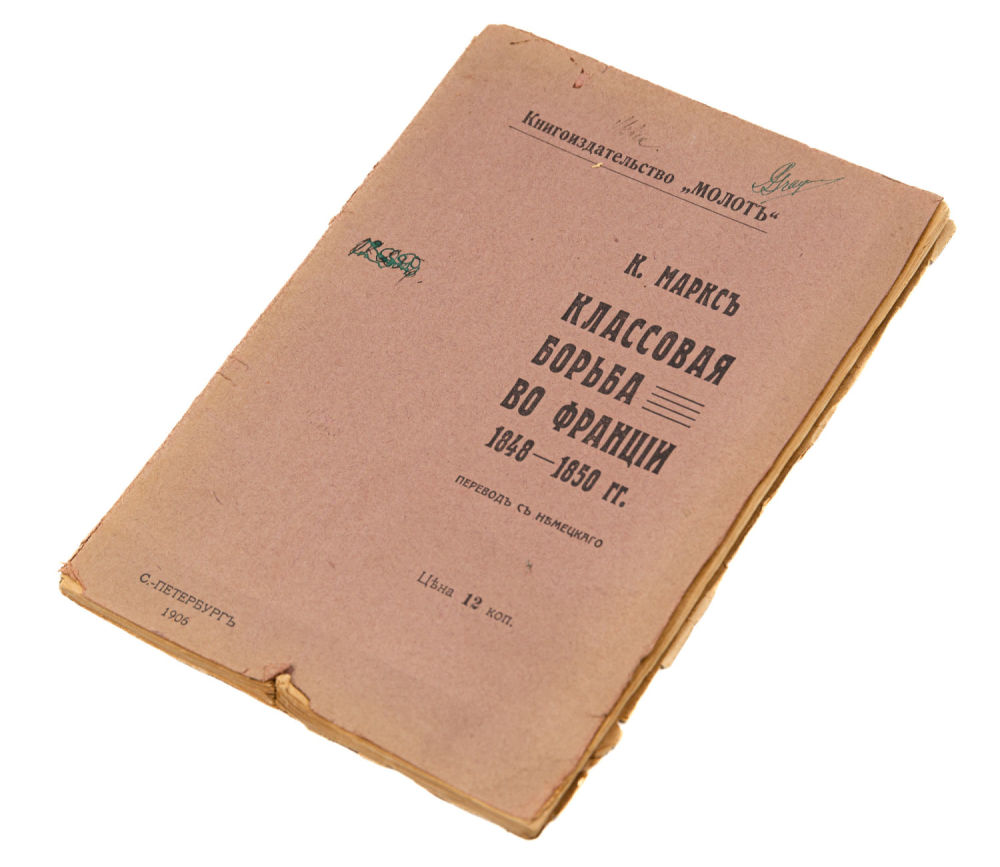 Книгоиздательство „МОЛОТЪ“
К. МАРКСЪ
КЛАССОВАЯ
БОРЬБА
ВО ФРАНЦІИ
1848—1850 ГГ.
ПЕРЕВОДЪ СЪ НѢМЕЦКАГО
Цѣна 12 коп.
С.-ПЕТЕРБУРГЪ
1906